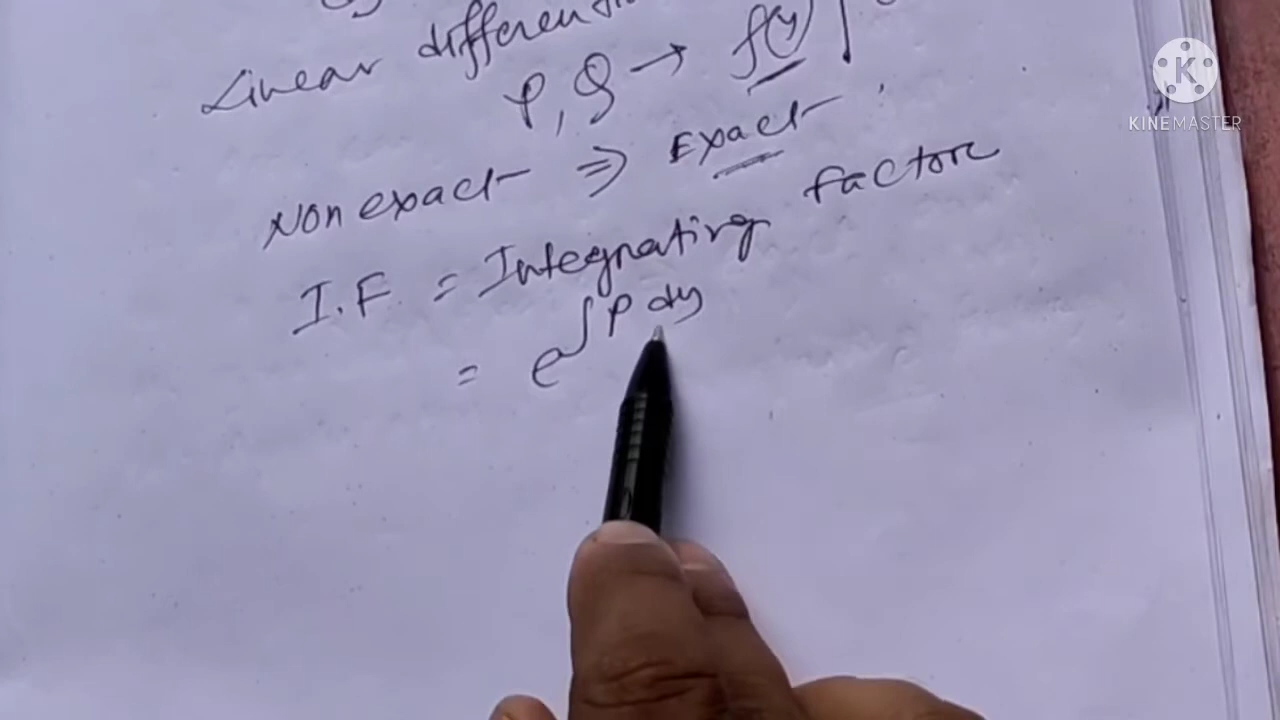 Linear differen
P, Q → f(y)
Non exact ⇒ Exact
I.F = Integrating factor
= e^∫P dy
K
KINEMASTER